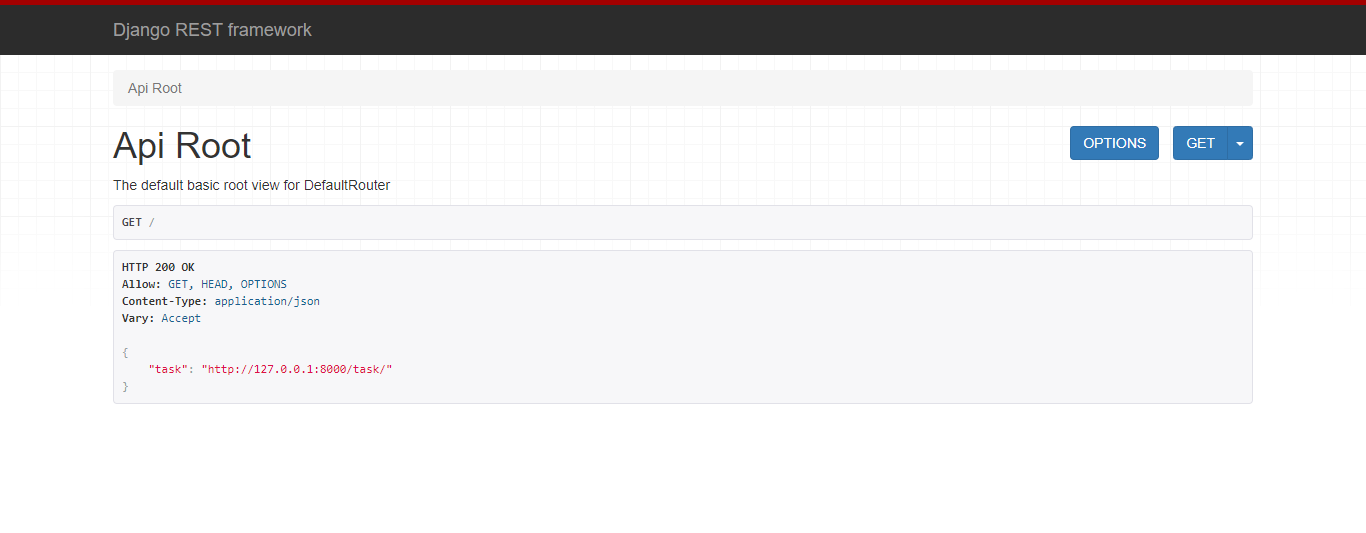 Django REST framework
Api Root
Api Root
OPTIONS GET
The default basic root view for DefaultRouter
GET /
HTTP 200 OK
Allow: GET, HEAD, OPTIONS
Content-Type: application/json
Vary: Accept
{
    "task": "http://127.0.0.1:8000/task/"
}